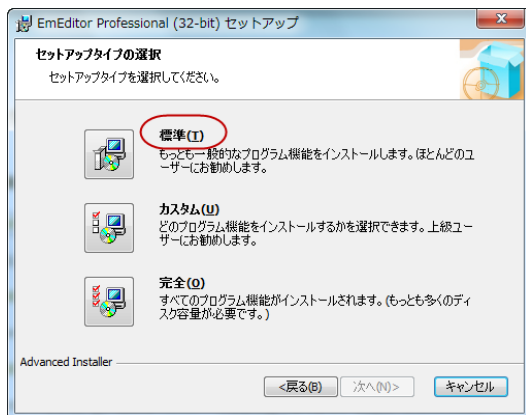 EmEditor Professional (32-bit) セットアップ
セットアップタイプの選択
セットアップタイプを選択してください。
標準(T)
もっとも一般的なプログラム機能をインストールします。ほとんどのユ
ーザーにお勧めします。
カスタム(U)
どのプログラム機能をインストールするかを選択できます。上級ユー
ザーにお勧めします。
完全(O)
すべてのプログラム機能がインストールされます。(もっとも多くのディ
スク容量が必要です。)
Advanced Installer
<戻る(B) 次へ(N)> キャンセル